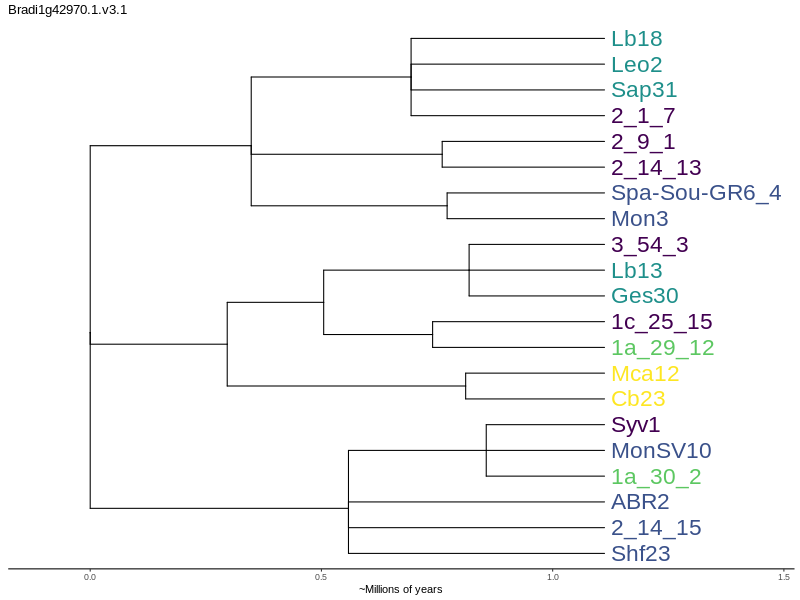 Bradi1g42970.1.v3.1
Lb18
Leo2
Sap31
2_1_7
2_9_1
2_14_13
Spa-Sou-GR6_4
Mon3
3_54_3
Lb13
Ges30
1c_25_15
1a_29_12
Mca12
Cb23
Syv1
MonSV10
1a_30_2
ABR2
2_14_15
Shf23
0.0 0.5 1.0 1.5
~Millions of years